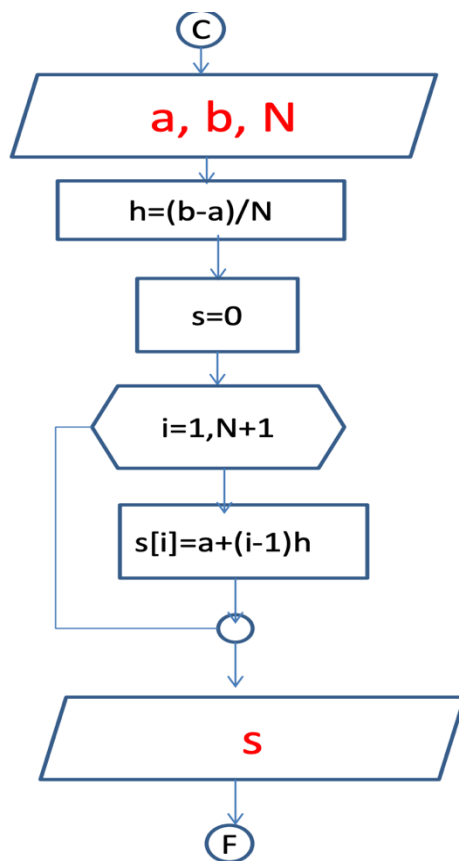 C
a, b, N
h=(b-a)/N
s=0
i=1,N+1
s[i]=a+(i-1)h
s
F